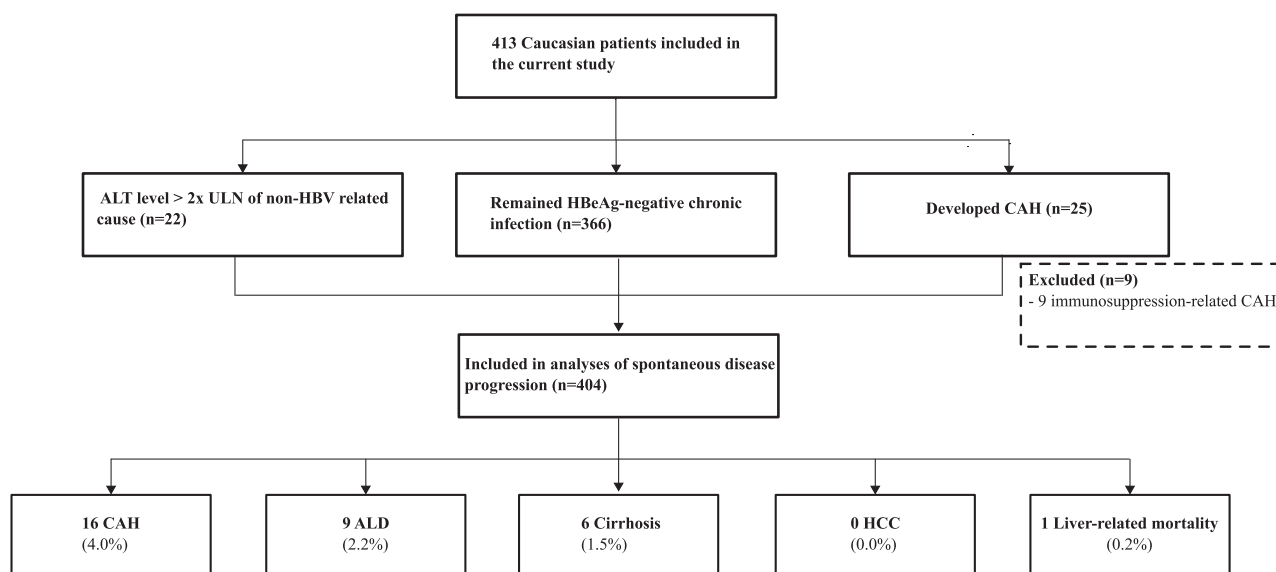 413 Caucasian patients included in
the current study
ALT level > 2x ULN of non-HBV related
cause (n=22)
Remained HBeAg-negative chronic
infection (n=366)
Developed CAH (n=25)
Excluded (n=9)
- 9 immunosuppression-related CAH
Included in analyses of spontaneous disease
progression (n=404)
16 CAH
(4.0%)
9 ALD
(2.2%)
6 Cirrhosis
(1.5%)
0 HCC
(0.0%)
1 Liver-related mortality
(0.2%)